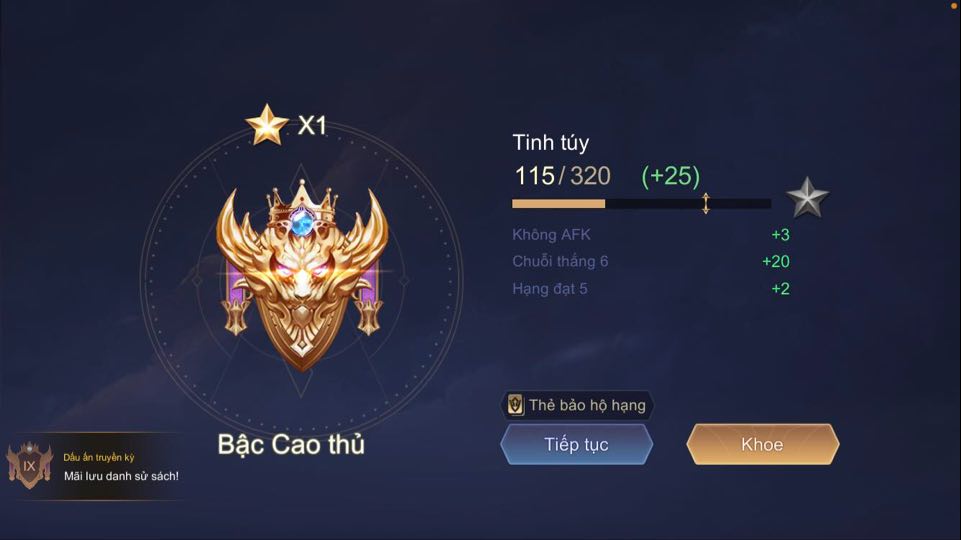 X1
Tinh túy
115/320 (+25)
Không AFK +3
Chuỗi thắng 6 +20
Hạng đạt 5 +2
Thẻ bảo hộ hạng
Tiếp tục
Khoe
Bậc Cao thủ
IX
Dấu ấn truyền kỳ
Mãi lưu danh sử sách!